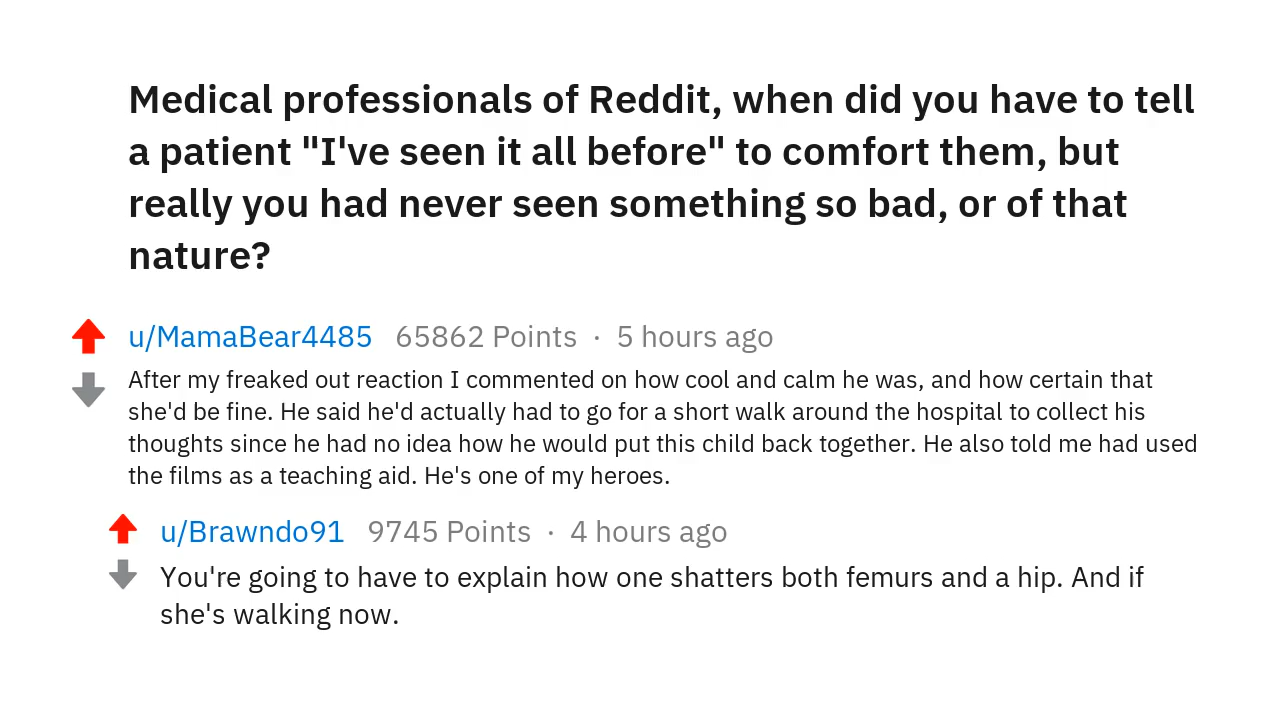 Medical professionals of Reddit, when did you have to tell
a patient "I've seen it all before" to comfort them, but
really you had never seen something so bad, or of that
nature?
u/MamaBear4485 65862 Points · 5 hours ago
After my freaked out reaction I commented on how cool and calm he was, and how certain that
she'd be fine. He said he'd actually had to go for a short walk around the hospital to collect his
thoughts since he had no idea how he would put this child back together. He also told me had used
the films as a teaching aid. He's one of my heroes.
u/Brawndo91 9745 Points · 4 hours ago
You're going to have to explain how one shatters both femurs and a hip. And if
she's walking now.